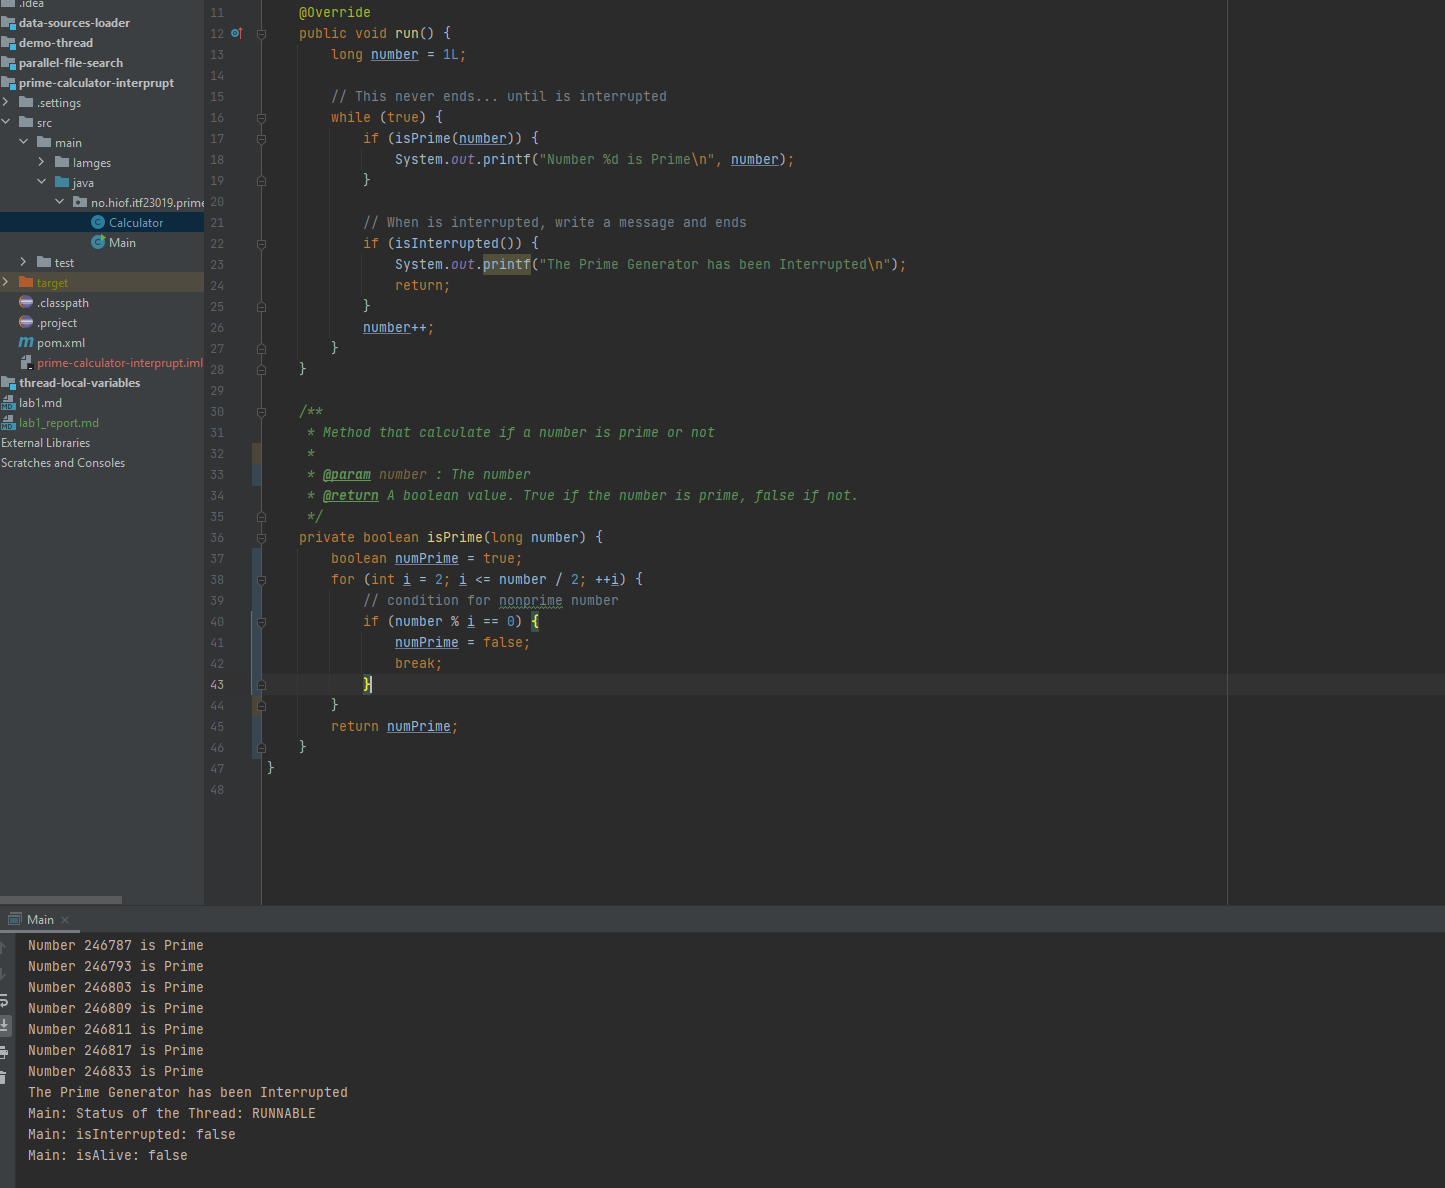 .idea
data-sources-loader
demo-thread
parallel-file-search
prime-calculator-interprupt
.settings
src
main
Iamges
java
no.hiof.itf23019.prime
Calculator
Main
test
target
.classpath
.project
pom.xml
prime-calculator-interprupt.iml
thread-local-variables
lab1.md
lab1_report.md
External Libraries
Scratches and Consoles
11 @Override
12 public void run() {
13 long number = 1L;
14
15 // This never ends... until is interrupted
16 while (true) {
17 if (isPrime(number)) {
18 System.out.printf("Number %d is Prime\n", number);
19 }
20
21 // When is interrupted, write a message and ends
22 if (isInterrupted()) {
23 System.out.printf("The Prime Generator has been Interrupted\n");
24 return;
25 }
26 number++;
27 }
28 }
29
30 /**
31 * Method that calculate if a number is prime or not
32 *
33 * @param number : The number
34 * @return A boolean value. True if the number is prime, false if not.
35 */
36 private boolean isPrime(long number) {
37 boolean numPrime = true;
38 for (int i = 2; i <= number / 2; ++i) {
39 // condition for nonprime number
40 if (number % i == 0) {
41 numPrime = false;
42 break;
43 }
44 }
45 return numPrime;
46 }
47 }
48
Main
Number 246787 is Prime
Number 246793 is Prime
Number 246803 is Prime
Number 246809 is Prime
Number 246811 is Prime
Number 246817 is Prime
Number 246833 is Prime
The Prime Generator has been Interrupted
Main: Status of the Thread: RUNNABLE
Main: isInterrupted: false
Main: isAlive: false